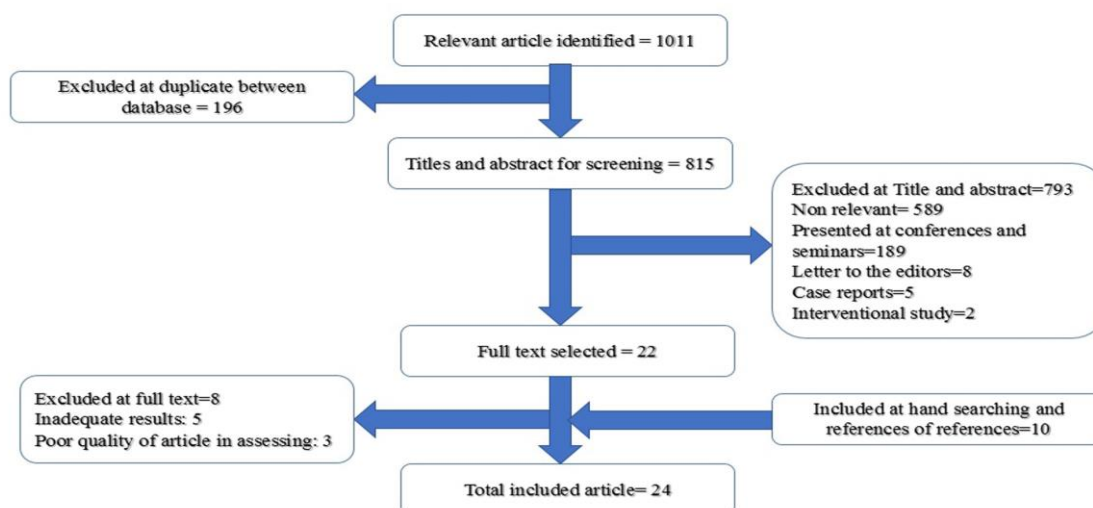 Relevant article identified = 1011
Excluded at duplicate between
database = 196
Titles and abstract for screening = 815
Excluded at Title and abstract=793
Non relevant= 589
Presented at conferences and
seminars=189
Letter to the editors=8
Case reports=5
Interventional study=2
Full text selected = 22
Excluded at full text=8
Inadequate results: 5
Poor quality of article in assessing: 3
Included at hand searching and
references of references=10
Total included article= 24